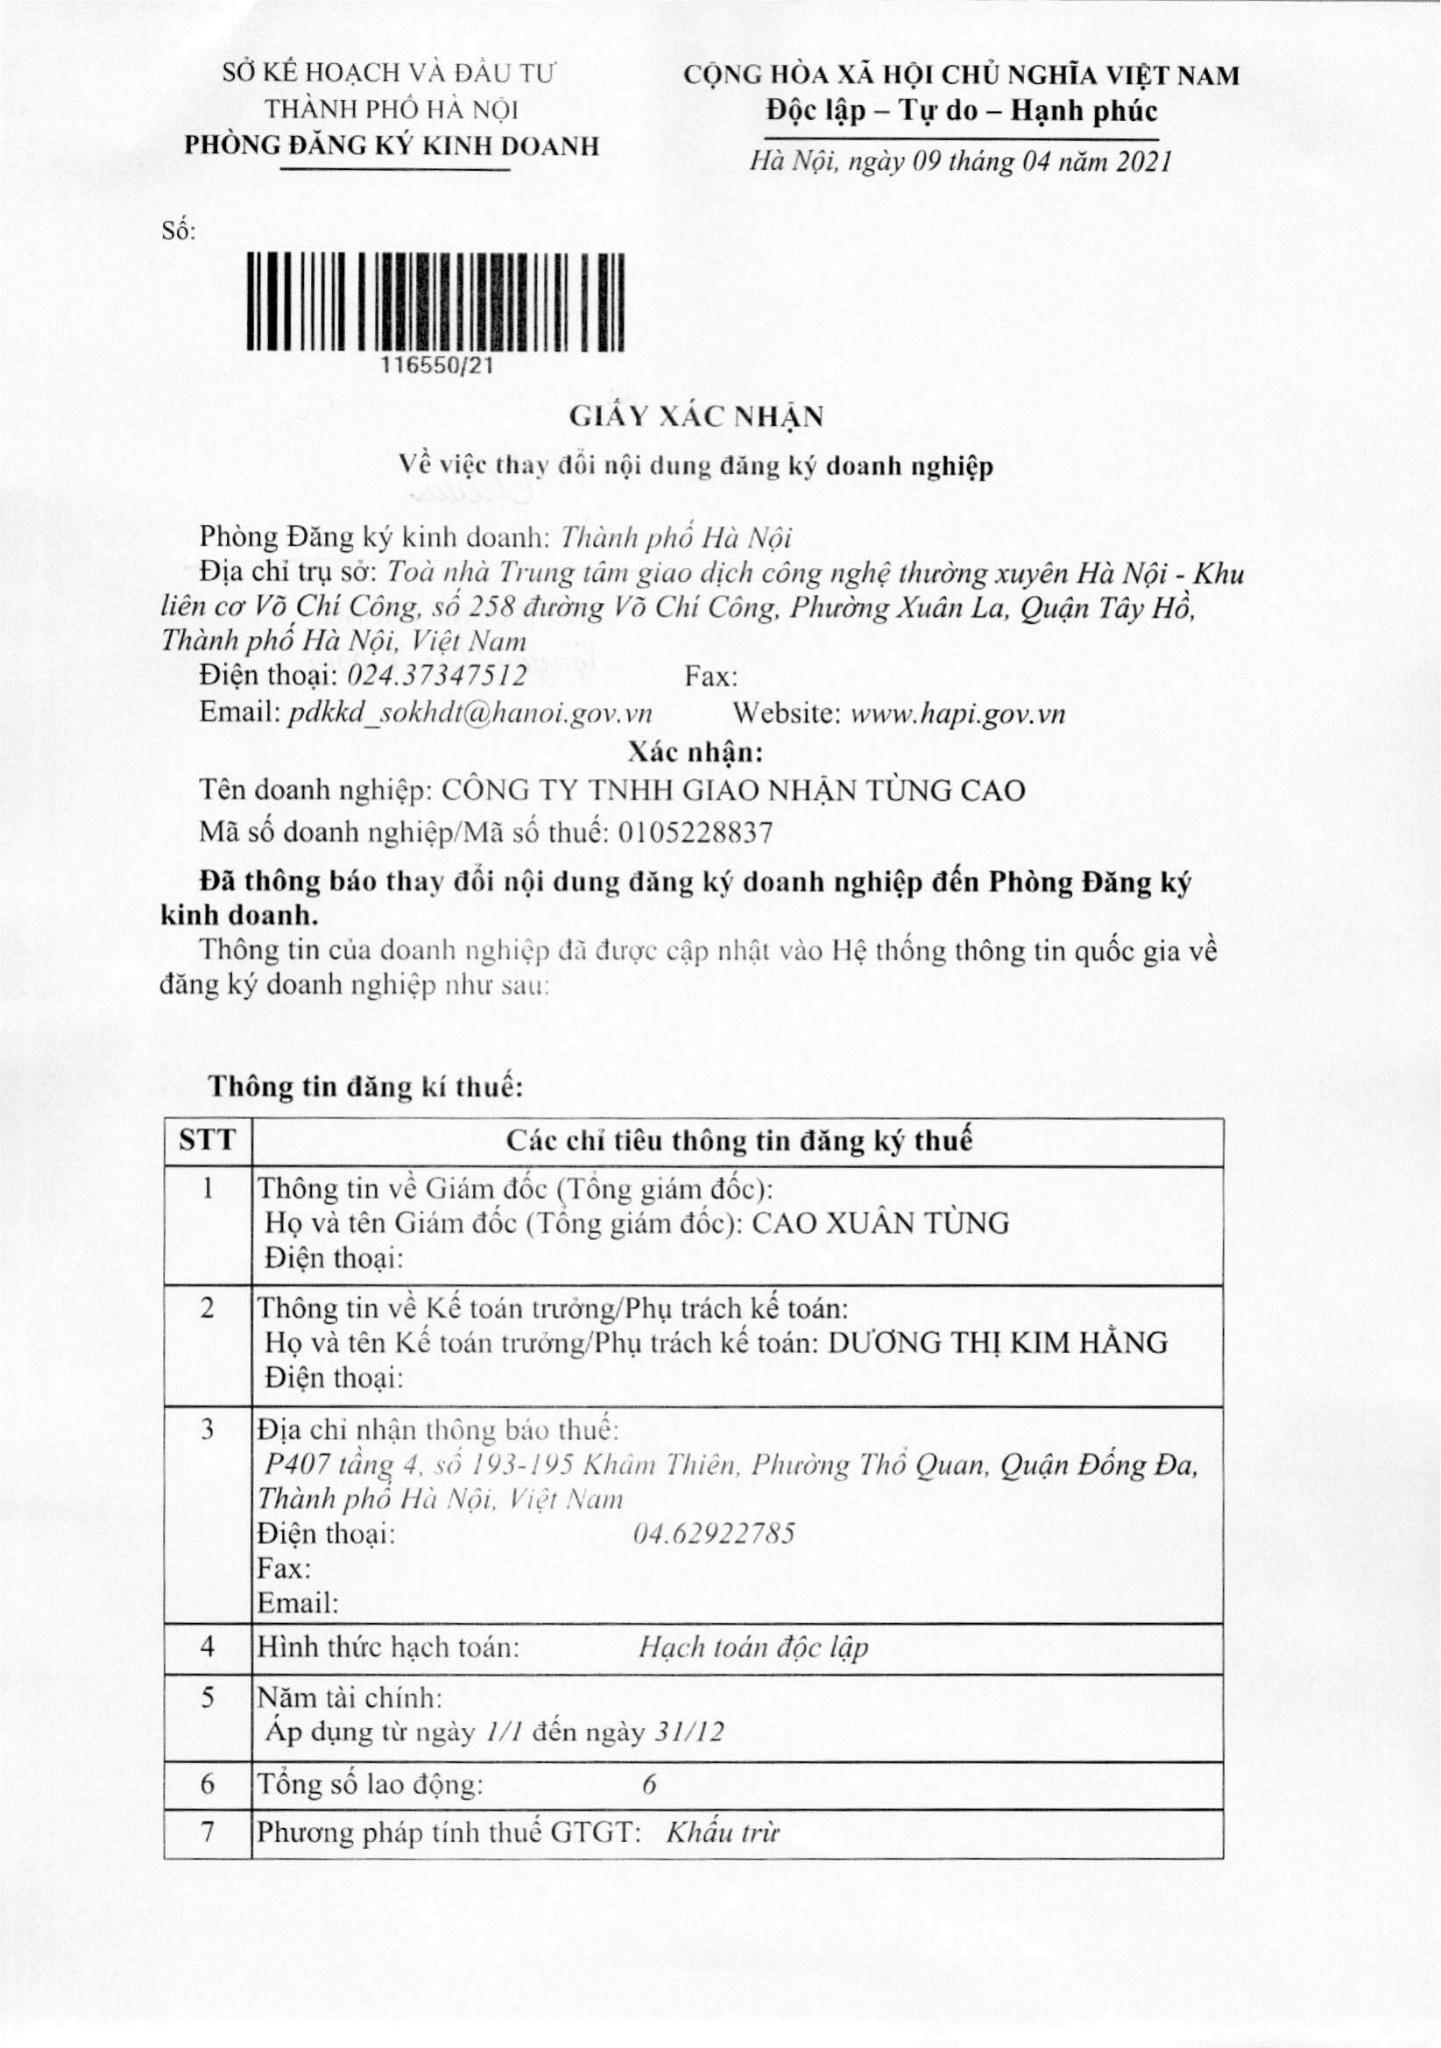 SỞ KẾ HOẠCH VÀ ĐẦU TƯ
THÀNH PHỐ HÀ NỘI
PHÒNG ĐĂNG KÝ KINH DOANH
CỘNG HÒA XÃ HỘI CHỦ NGHĨA VIỆT NAM
Độc lập – Tự do – Hạnh phúc
Hà Nội, ngày 09 tháng 04 năm 2021
Số:
116550/21
GIẤY XÁC NHẬN
Về việc thay đổi nội dung đăng ký doanh nghiệp
Phòng Đăng ký kinh doanh: Thành phố Hà Nội
Địa chỉ trụ sở: Toà nhà Trung tâm giao dịch công nghệ thường xuyên Hà Nội - Khu
liên cơ Võ Chí Công, số 258 đường Võ Chí Công, Phường Xuân La, Quận Tây Hồ,
Thành phố Hà Nội, Việt Nam
Điện thoại: 024.37347512 Fax:
Email: pdkkd_sokhdt@hanoi.gov.vn Website: www.hapi.gov.vn
Xác nhận:
Tên doanh nghiệp: CÔNG TY TNHH GIAO NHẬN TÙNG CAO
Mã số doanh nghiệp/Mã số thuế: 0105228837
Đã thông báo thay đổi nội dung đăng ký doanh nghiệp đến Phòng Đăng ký
kinh doanh.
Thông tin của doanh nghiệp đã được cập nhật vào Hệ thống thông tin quốc gia về
đăng ký doanh nghiệp như sau:
Thông tin đăng kí thuế:
STT Các chỉ tiêu thông tin đăng ký thuế
1 Thông tin về Giám đốc (Tổng giám đốc):
Họ và tên Giám đốc (Tổng giám đốc): CAO XUÂN TÙNG
Điện thoại:
2 Thông tin về Kế toán trưởng/Phụ trách kế toán:
Họ và tên Kế toán trưởng/Phụ trách kế toán: DƯƠNG THỊ KIM HẰNG
Điện thoại:
3 Địa chỉ nhận thông báo thuế:
P407 tầng 4, số 193-195 Khâm Thiên, Phường Thổ Quan, Quận Đống Đa,
Thành phố Hà Nội, Việt Nam
Điện thoại: 04.62922785
Fax:
Email:
4 Hình thức hạch toán: Hạch toán độc lập
5 Năm tài chính:
Áp dụng từ ngày 1/1 đến ngày 31/12
6 Tổng số lao động: 6
7 Phương pháp tính thuế GTGT: Khấu trừ